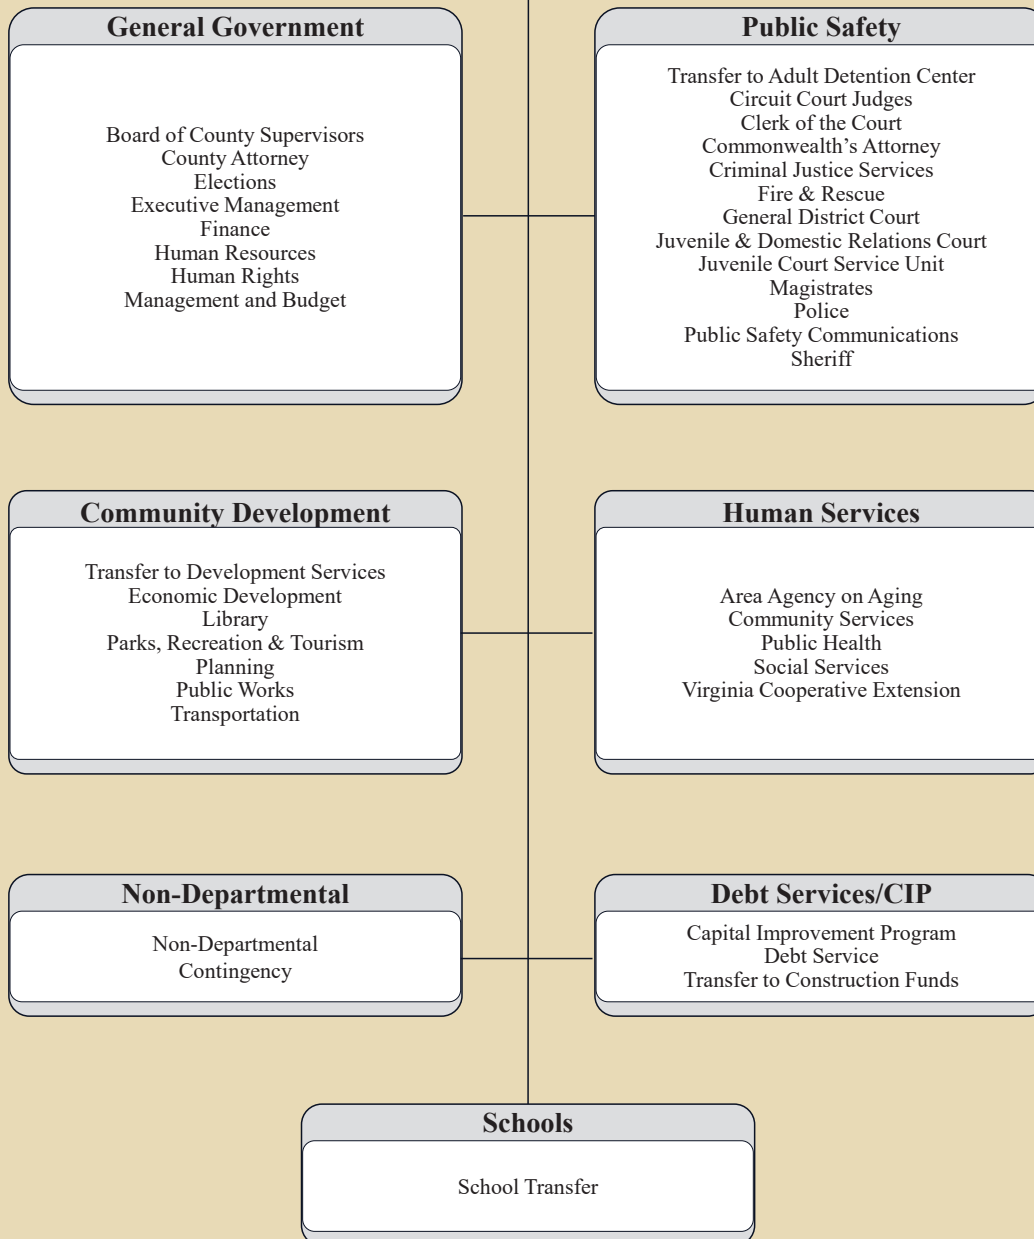 General Government
Board of County Supervisors
County Attorney
Elections
Executive Management
Finance
Human Resources
Human Rights
Management and Budget
Public Safety
Transfer to Adult Detention Center
Circuit Court Judges
Clerk of the Court
Commonwealth’s Attorney
Criminal Justice Services
Fire & Rescue
General District Court
Juvenile & Domestic Relations Court
Juvenile Court Service Unit
Magistrates
Police
Public Safety Communications
Sheriff
Community Development
Transfer to Development Services
Economic Development
Library
Parks, Recreation & Tourism
Planning
Public Works
Transportation
Human Services
Area Agency on Aging
Community Services
Public Health
Social Services
Virginia Cooperative Extension
Non-Departmental
Non-Departmental
Contingency
Debt Services/CIP
Capital Improvement Program
Debt Service
Transfer to Construction Funds
Schools
School Transfer